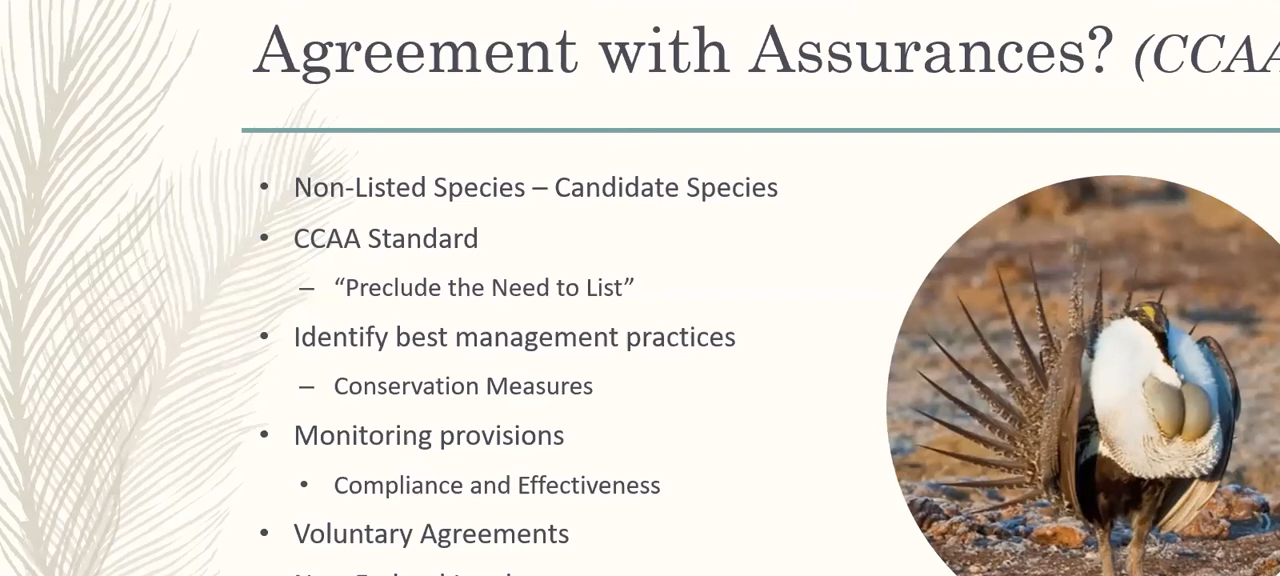 Agreement with Assurances? (CCAA
• Non-Listed Species – Candidate Species
• CCAA Standard
– “Preclude the Need to List”
• Identify best management practices
– Conservation Measures
• Monitoring provisions
• Compliance and Effectiveness
• Voluntary Agreements